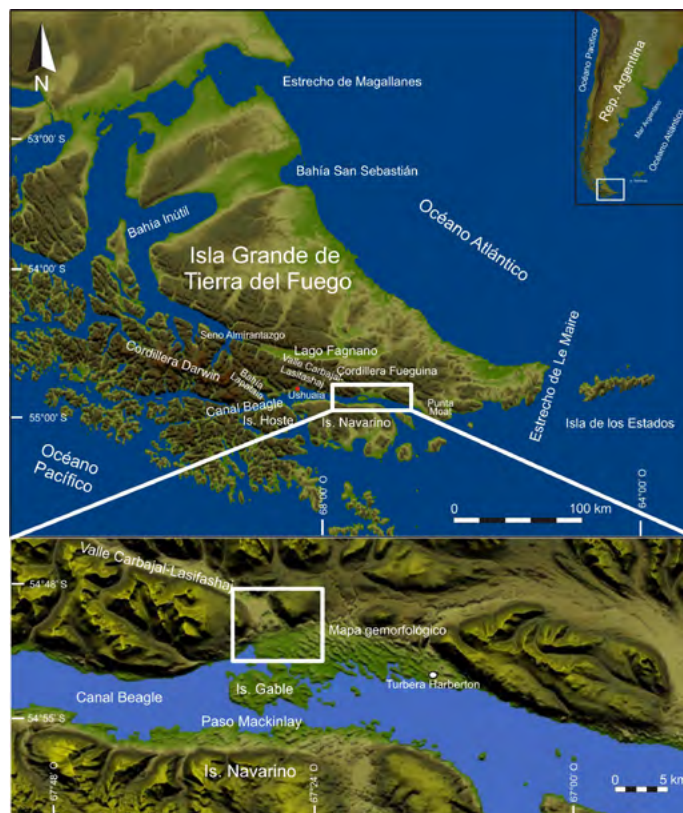 N
Estrecho de Magallanes
53°00' S
Bahía San Sebastián
Bahía Inútil
Océano Atlántico
Océano Pacífico
Rep. Argentina
Mar Argentino
Océano Atlántico
54°00' S
Isla Grande de
Tierra del Fuego
Seno Almirantazgo
Lago Fagnano
Cordillera Darwin
Valle Carbajal
Lasifashaj
Cordillera Fueguina
Bahía
Lapataia
Ushuaia
Canal Beagle
Is. Hoste
Punta
Moat
Estrecho de Le Maire
55°00' S
Is. Navarino
Isla de los Estados
Océano
Pacífico
68°00' O
64°00' O
0
100 km
Valle Carbajal-Lasifashaj
54°48' S
Mapa gemorfológico
Is. Gable
Turbera Harberton
Canal Beagle
54°55' S
Paso Mackinlay
Is. Navarino
67°48' O
67°24' O
67°00' O
0
5 km